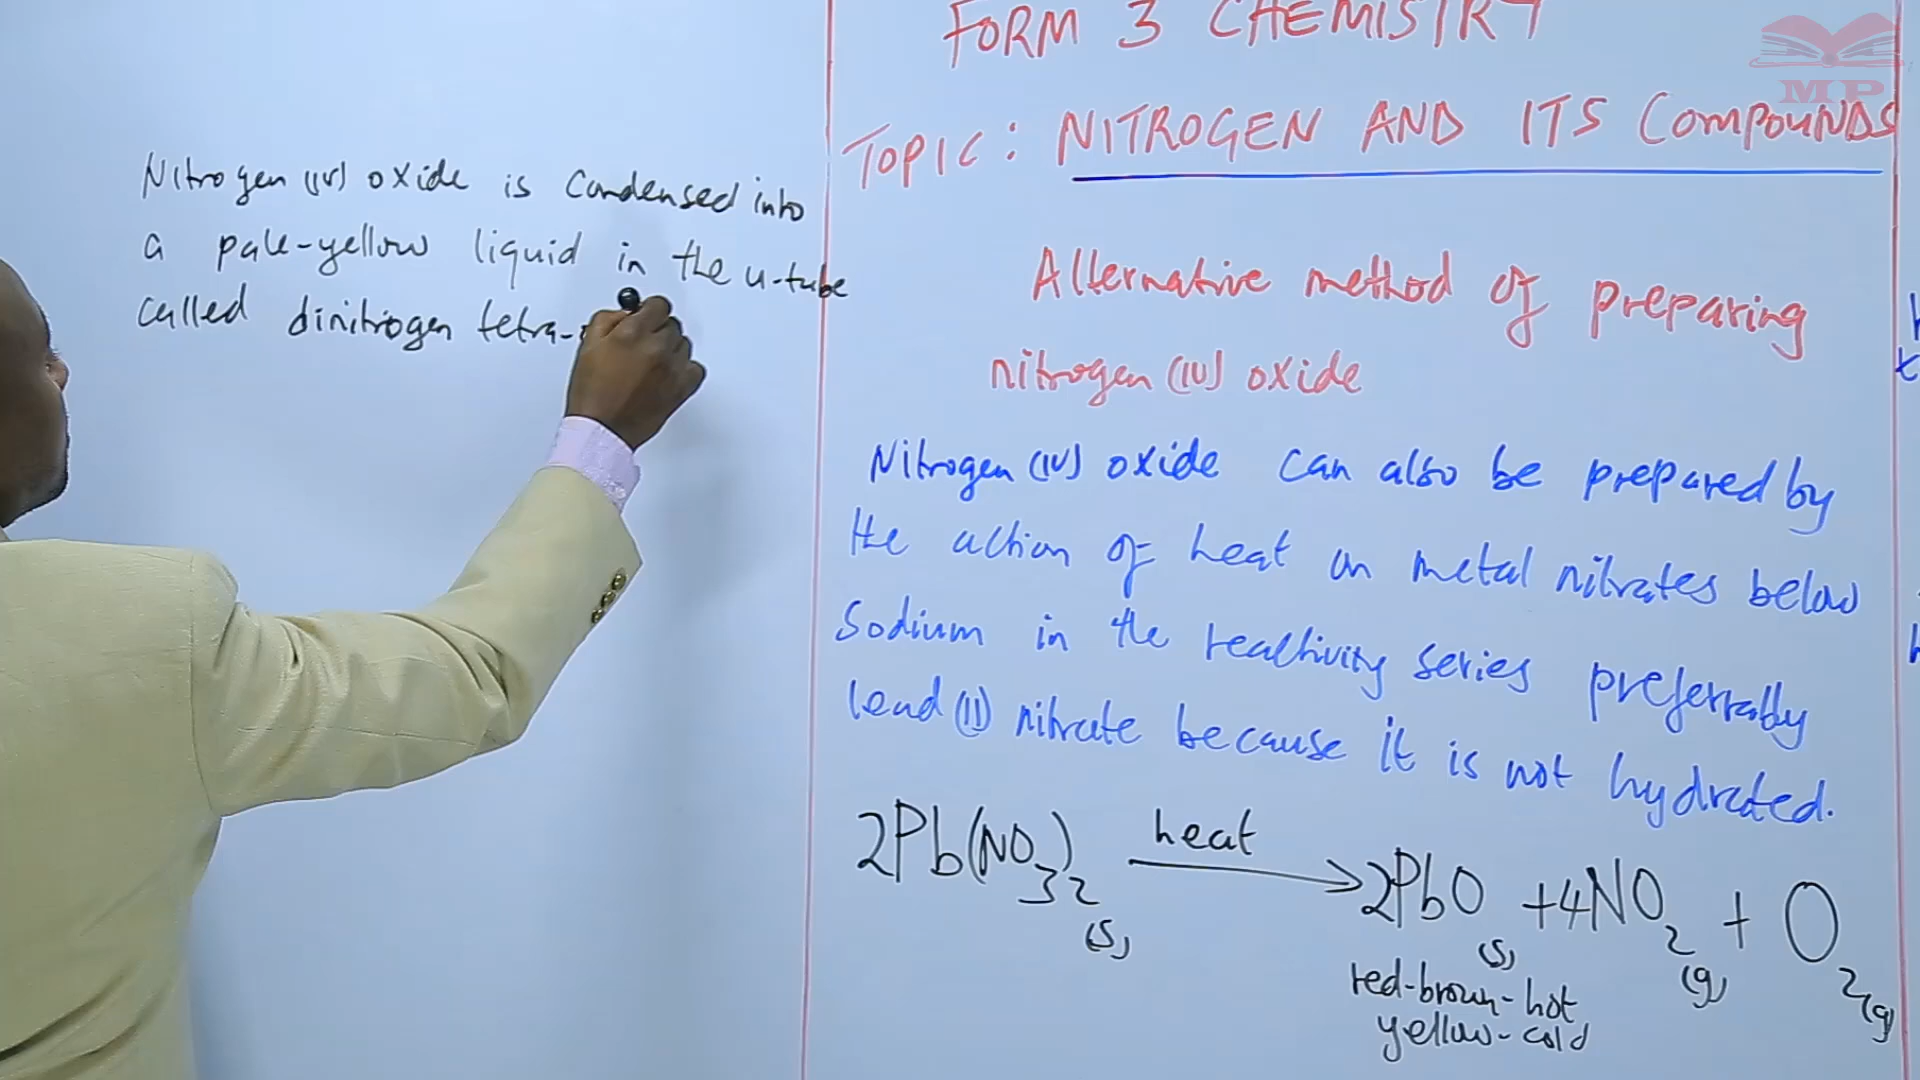 Nitrogen (IV) oxide is condensed into
a pale-yellow liquid in the u-tube
called dinitrogen tetra-
FORM 3 CHEMISTRY
TOPIC: NITROGEN AND ITS COMPOUNDS
Alternative method of preparing
nitrogen (IV) oxide
Nitrogen (IV) oxide can also be prepared by
the action of heat on metal nitrates below
Sodium in the reactivity series preferrably
lead (II) nitrate because it is not hydrated.
2Pb(NO3)2(s) heat → 2PbO(s) + 4NO2(g) + O2(g)
red-brown-hot
yellow-cold
MP